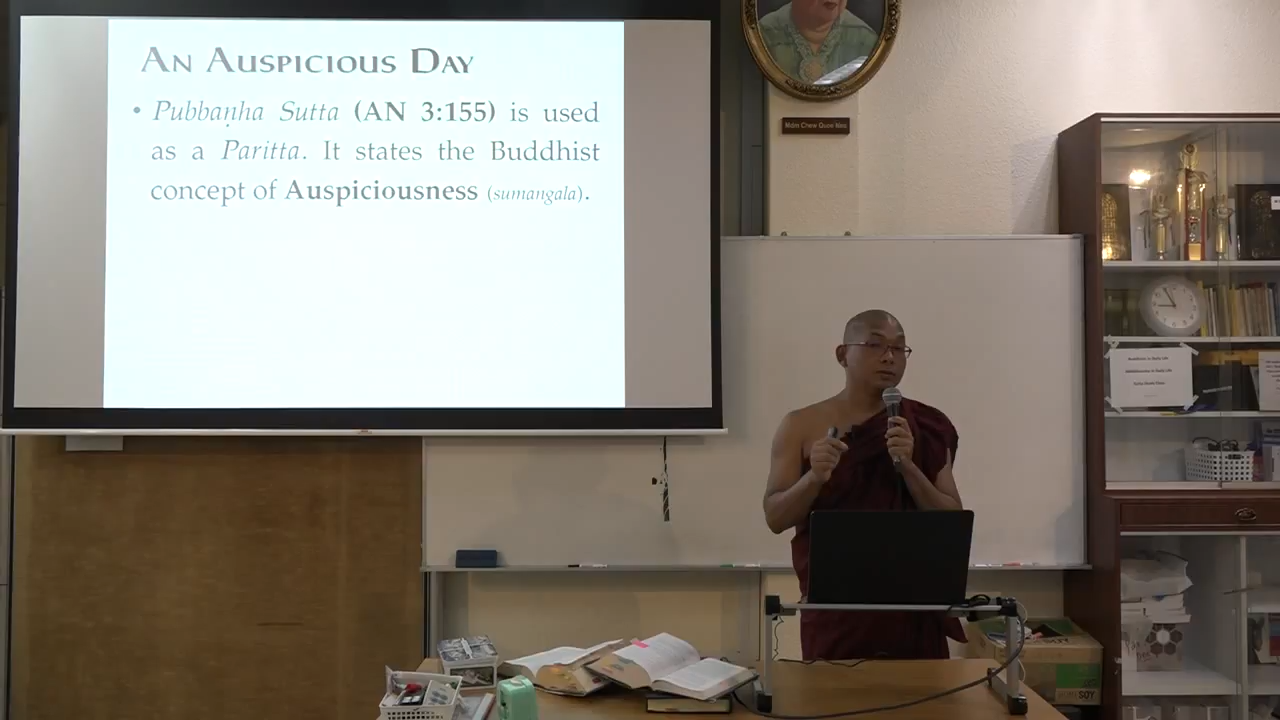 An Auspicious Day
• Pubbaṇha Sutta (AN 3:155) is used
as a Paritta. It states the Buddhist
concept of Auspiciousness (sumangala).